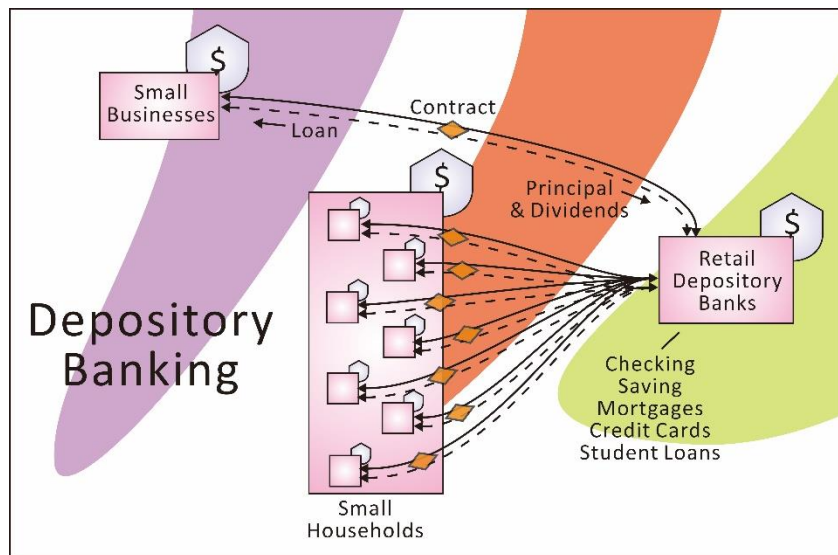 $
Small
Businesses
Contract
Loan
$
Principal
& Dividends
$
Retail
Depository
Banks
Depository
Banking
Checking
Saving
Mortgages
Credit Cards
Student Loans
Small
Households